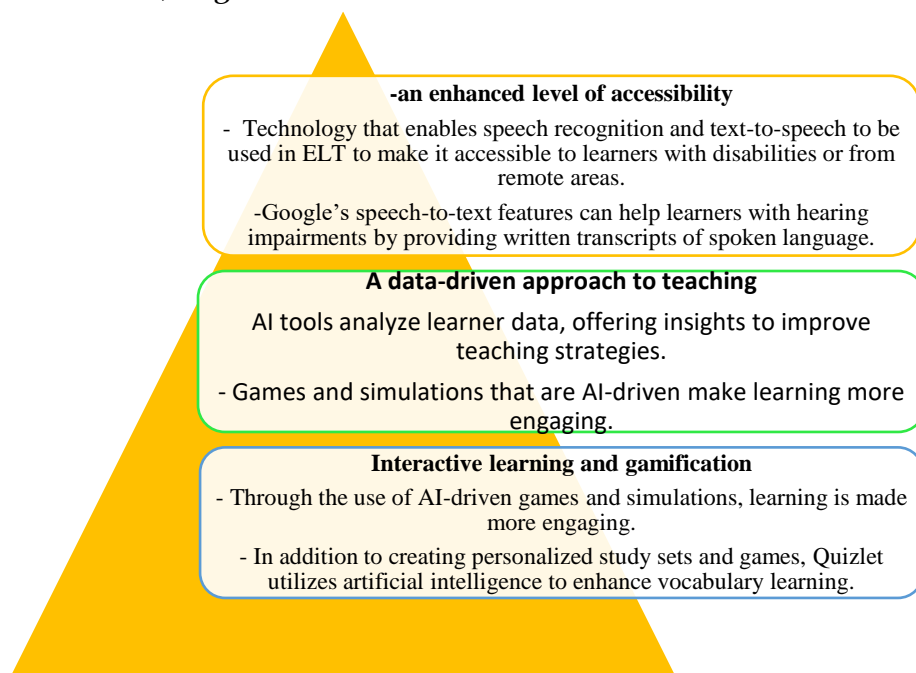 -an enhanced level of accessibility
- Technology that enables speech recognition and text-to-speech to be
used in ELT to make it accessible to learners with disabilities or from
remote areas.
-Google’s speech-to-text features can help learners with hearing
impairments by providing written transcripts of spoken language.
A data-driven approach to teaching
AI tools analyze learner data, offering insights to improve
teaching strategies.
- Games and simulations that are AI-driven make learning more
engaging.
Interactive learning and gamification
- Through the use of AI-driven games and simulations, learning is made
more engaging.
- In addition to creating personalized study sets and games, Quizlet
utilizes artificial intelligence to enhance vocabulary learning.